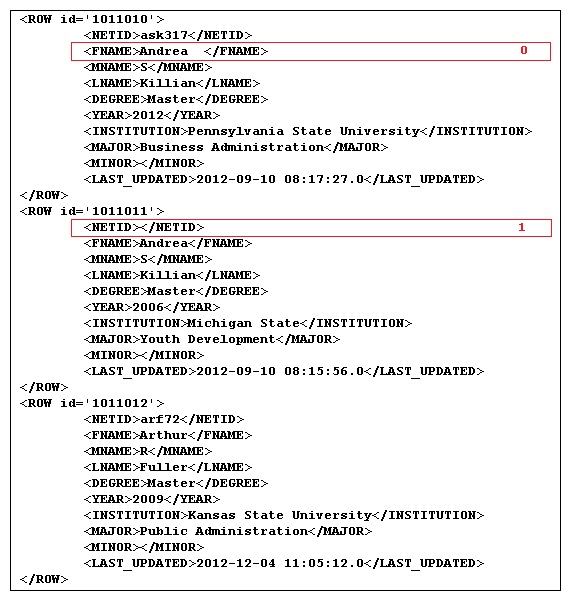 <ROW id='1011010'>
<NETID>ask317</NETID>
<FNAME>Andrea  </FNAME> 0
<MNAME>S</MNAME>
<LNAME>Killian</LNAME>
<DEGREE>Master</DEGREE>
<YEAR>2012</YEAR>
<INSTITUTION>Pennsylvania State University</INSTITUTION>
<MAJOR>Business Administration</MAJOR>
<MINOR></MINOR>
<LAST_UPDATED>2012-09-10 08:17:27.0</LAST_UPDATED>
</ROW>
<ROW id='1011011'>
<NETID></NETID> 1
<FNAME>Andrea</FNAME>
<MNAME>S</MNAME>
<LNAME>Killian</LNAME>
<DEGREE>Master</DEGREE>
<YEAR>2006</YEAR>
<INSTITUTION>Michigan State</INSTITUTION>
<MAJOR>Youth Development</MAJOR>
<MINOR></MINOR>
<LAST_UPDATED>2012-09-10 08:15:56.0</LAST_UPDATED>
</ROW>
<ROW id='1011012'>
<NETID>arf72</NETID>
<FNAME>Arthur</FNAME>
<MNAME>R</MNAME>
<LNAME>Fuller</LNAME>
<DEGREE>Master</DEGREE>
<YEAR>2009</YEAR>
<INSTITUTION>Kansas State University</INSTITUTION>
<MAJOR>Public Administration</MAJOR>
<MINOR></MINOR>
<LAST_UPDATED>2012-12-04 11:05:12.0</LAST_UPDATED>
</ROW>